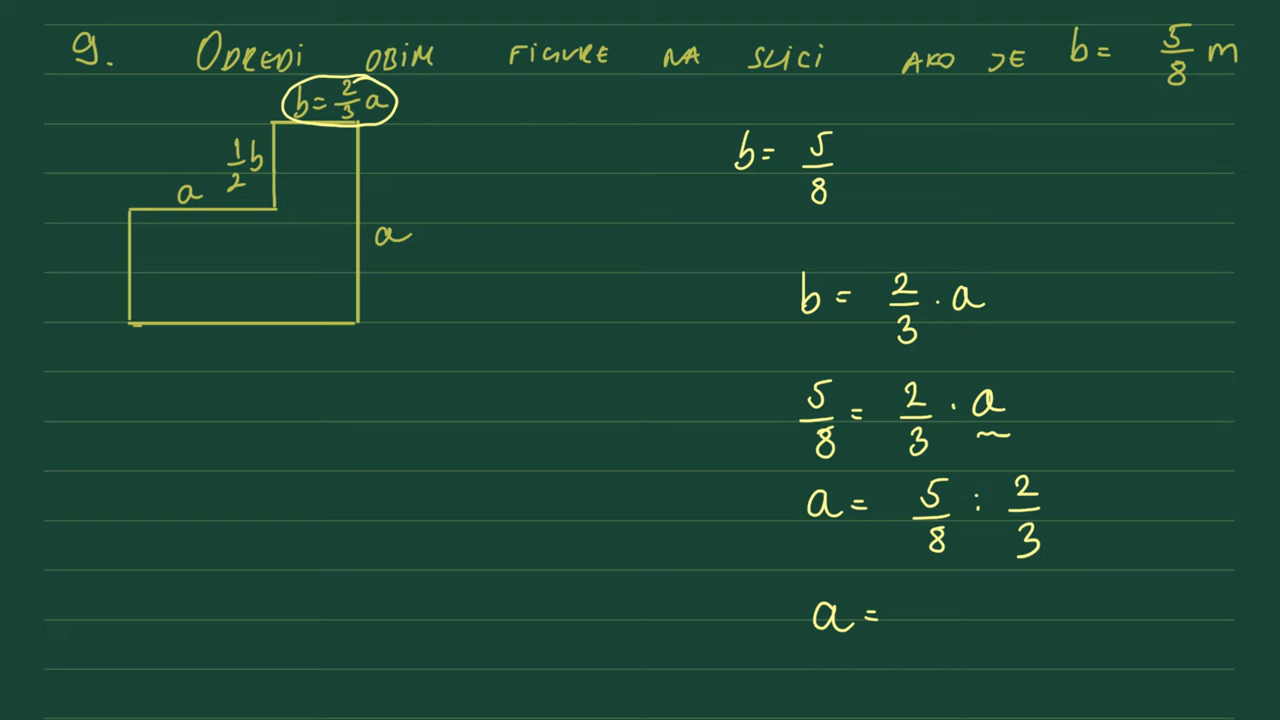 9. ODREDI OBIM FIGURE NA SLICI AKO JE b = 5/8 m
b = 2/3 a
1/2 b
a
a
b = 5/8
b = 2/3 · a
5/8 = 2/3 · a
a = 5/8 : 2/3
a =